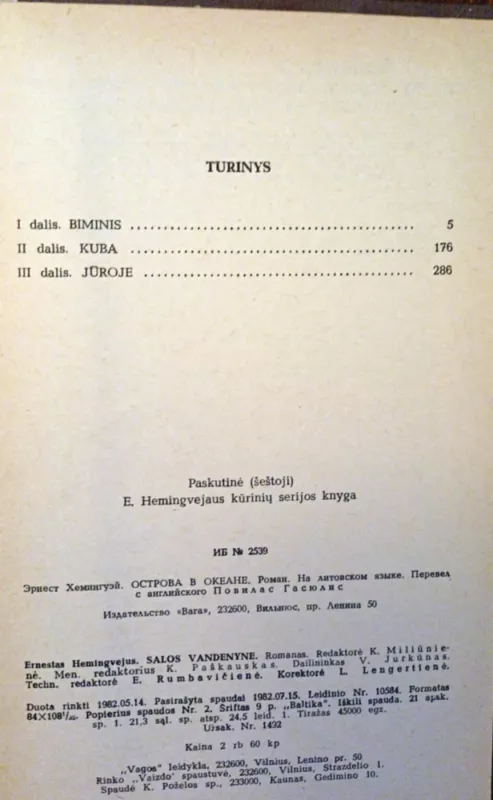 TURINYS
I dalis. BIMINIS 5
II dalis. KUBA 176
III dalis. JŪROJE 286
Paskutinė (šeštoji)
E. Hemingvejaus kūrinių serijos knyga
ИБ № 2539
Эрнест Хемингуэй. ОСТРОВА В ОКЕАНЕ. Роман. На литовском языке. Перевел
с английского Повилас Гасюлис
Издательство «Вага», 232600, Вильнюс, пр. Ленина 50
Ernestas Hemingvejus. SALOS VANDENYNE. Romanas. Redaktorė K. Miliūnie-
nė. Men. redaktorius K. Paškauskas. Dailininkas V. Jurkūnas.
Techn. redaktorė E. Rumbavičienė. Korektorė L. Lengertienė.
Duota rinkti 1982.05.14. Pasirašyta spaudai 1982.07.15. Leidinio Nr. 10584. Formatas
84X108¹/₃₂. Popierius spaudos Nr. 2. Šriftas 9 p. „Baltika". Iškili spauda. 21 apsk.
sp. l. 21,3 sąl. sp. atsp. 24,5 leid. l. Tiražas 45000 egz.
Užsak. Nr. 1492
Kaina 2 rb 60 kp
„Vagos" leidykla, 232600, Vilnius, Lenino pr. 50
Rinko „Vaizdo" spaustuvė, 232600, Vilnius, Strazdelio 1.
Spaudė K. Poželos sp., 233000, Kaunas, Gedimino 10.